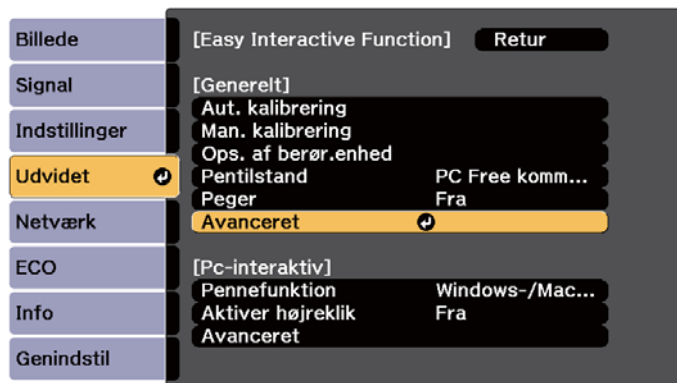 Billede
Signal
Indstillinger
Udvidet
Netværk
ECO
Info
Genindstil
[Easy Interactive Function] Retur
[Generelt]
Aut. kalibrering
Man. kalibrering
Ops. af berør.enhed
Pentilstand PC Free komm...
Peger Fra
Avanceret
[Pc-interaktiv]
Pennefunktion Windows-/Mac...
Aktiver højreklik Fra
Avanceret